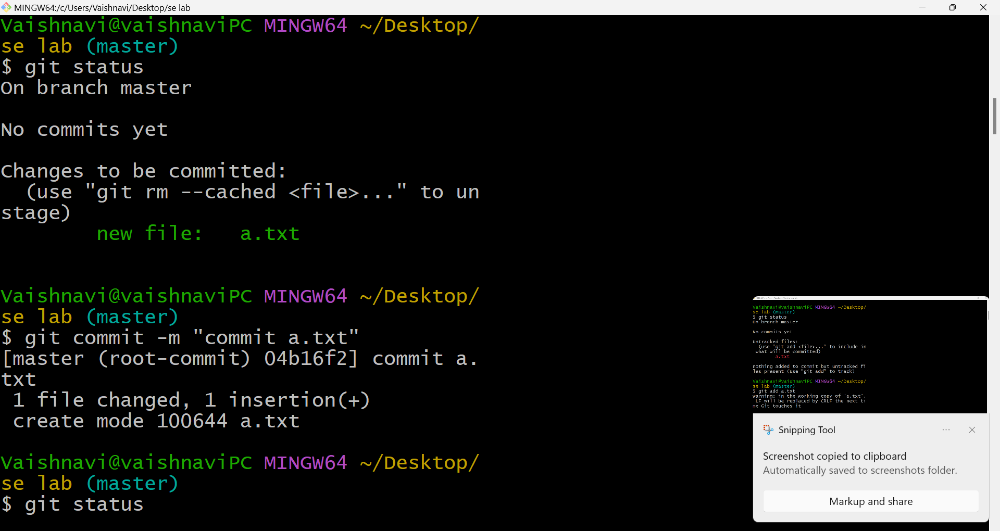 MINGW64:/c/Users/Vaishnavi/Desktop/se lab
Vaishnavi@vaishnaviPC MINGW64 ~/Desktop/
se lab (master)
$ git status
On branch master
No commits yet
Changes to be committed:
(use "git rm --cached <file>..." to un
stage)
new file:   a.txt
Vaishnavi@vaishnaviPC MINGW64 ~/Desktop/
se lab (master)
$ git commit -m "commit a.txt"
[master (root-commit) 04b16f2] commit a.
txt
1 file changed, 1 insertion(+)
create mode 100644 a.txt
Vaishnavi@vaishnaviPC MINGW64 ~/Desktop/
se lab (master)
$ git status
Vaishnavi@vaishnaviPC MINGW64 ~/Desktop/
se lab (master)
$ git status
On branch master
No commits yet
Untracked files:
(use "git add <file>..." to include in
what will be committed)
a.txt
nothing added to commit but untracked fi
les present (use "git add" to track)
Vaishnavi@vaishnaviPC MINGW64 ~/Desktop/
se lab (master)
$ git add a.txt
warning: in the working copy of 'a.txt',
LF will be replaced by CRLF the next ti
me Git touches it
Snipping Tool
Screenshot copied to clipboard
Automatically saved to screenshots folder.
Markup and share